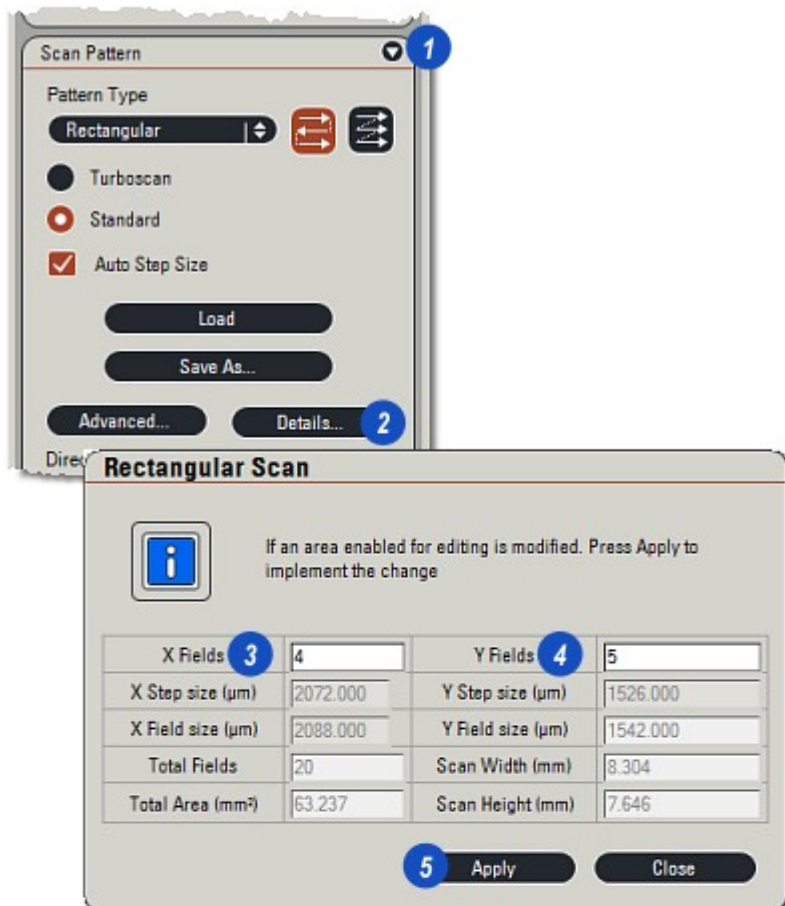 Scan Pattern 1
Pattern Type
Rectangular
Turboscan
Standard
Auto Step Size
Load
Save As...
Advanced... Details... 2
Direc
Rectangular Scan
i
If an area enabled for editing is modified. Press Apply to
implement the change
X Fields 3 4 Y Fields 4 5
X Step size (µm) 2072.000 Y Step size (µm) 1526.000
X Field size (µm) 2088.000 Y Field size (µm) 1542.000
Total Fields 20 Scan Width (mm) 8.304
Total Area (mm²) 63.237 Scan Height (mm) 7.646
5 Apply Close